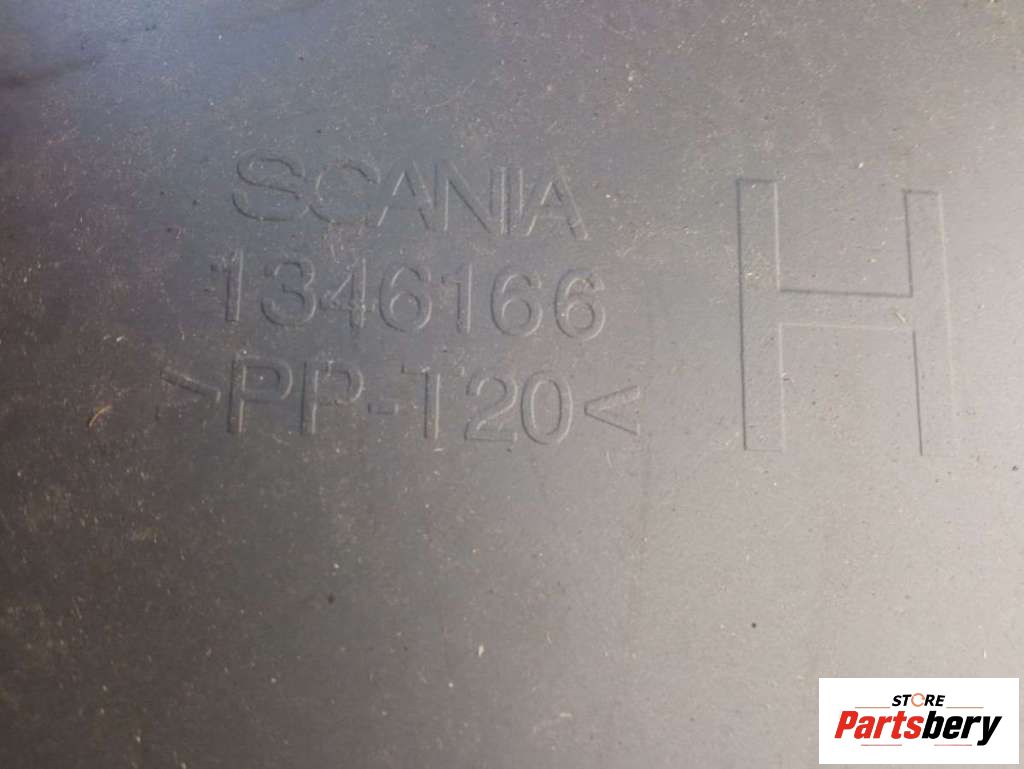 SCANIA
1346166
>PP-T20<
H
STORE
Partsbery